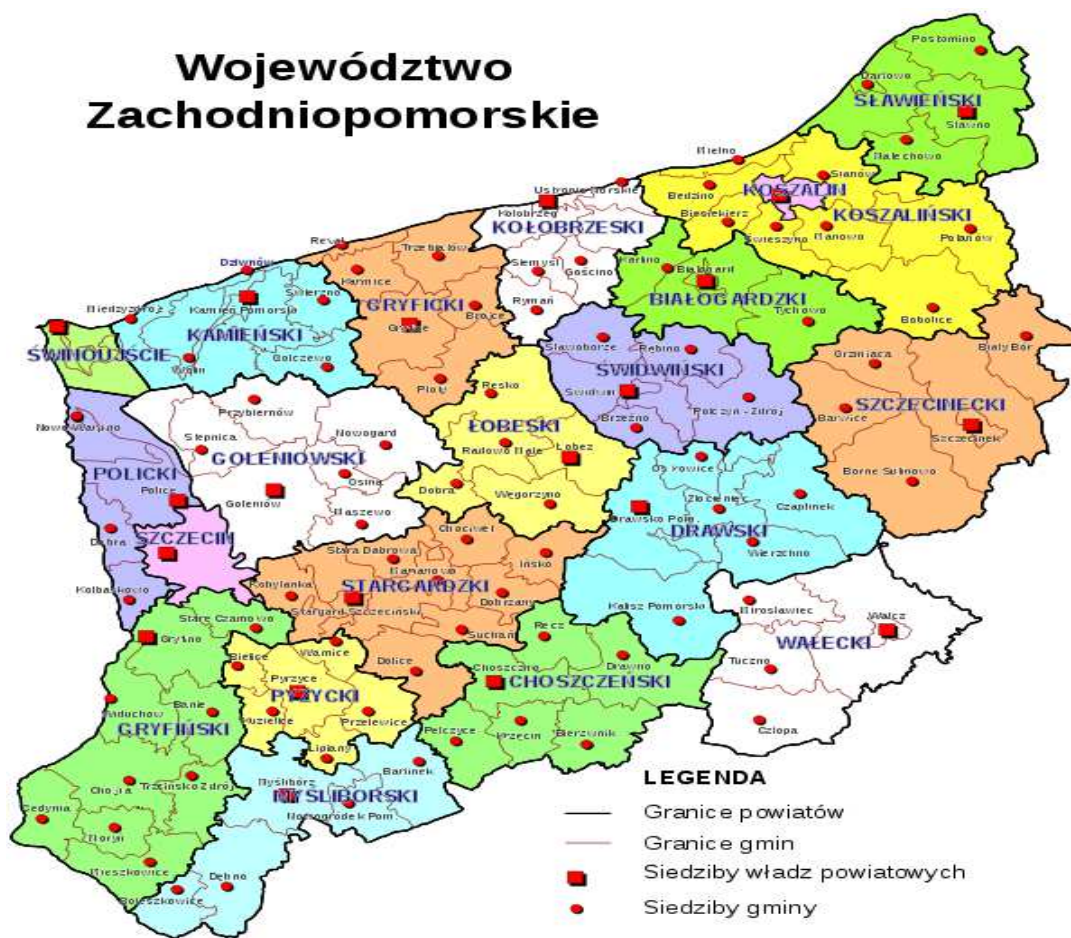 Województwo
Zachodniopomorskie
Postomino
Darłowo
SŁAWIEŃSKI
Sławno
Malechowo
Mielno
Sianów
Będzino
KOSZALIN
Ustronie Morskie
Kołobrzeg
Biesiekierz
KOSZALIŃSKI
KOŁOBRZESKI
Świeszyno
Manowo
Polanów
Rewal
Trzebiatów
Siemyśl
Gościno
Karlino
Białogard
Dziwnów
Karnice
BIAŁOGARDZKI
Świerzno
Rymań
Tychowo
Międzyzdroje
Kamień Pomorski
GRYFICKI
Brojce
Bobolice
KAMIEŃSKI
Gryfice
Biały Bór
ŚWINOUJŚCIE
Sławoborze
Rąbino
Grzmiąca
Wolin
Golczewo
ŚWIDWIŃSKI
Płoty
Resko
Świdwin
Połczyn-Zdrój
Barwice
SZCZECINECKI
Nowe Warpno
Przybiernów
Brzeżno
Stepnica
Nowogard
ŁOBESKI
Szczecinek
GOLENIOWSKI
Radowo Małe
Łobez
POLICKI
Ostrowice
Borne Sulinowo
Police
Goleniów
Osina
Dobra
Węgorzyno
Złocieniec
Czaplinek
Maszewo
Drawsko Pom.
Dobra
SZCZECIN
Chociwel
DRAWSKI
Stara Dąbrowa
Wierzchno
Marianowo
Ińsko
Kobylanka
STARGARDZKI
Kołbaskowo
Dobrzany
Stargard Szczeciński
Kalisz Pomorski
Mirosławiec
Wałcz
Stare Czarnowo
Suchań
Recz
WAŁECKI
Gryfino
Warnice
Bielice
Dolice
Choszczno
Drawno
Tuczno
Pyrzyce
CHOSZCZEŃSKI
PYRZYCKI
Widuchowa
Banie
Kozielice
Przelewice
GRYFIŃSKI
Człopa
Pełczyce
Krzęcin
Bierzwnik
Lipiany
Barlinek
Chojna
Trzcińsko Zdrój
Myślibórz
MYŚLIBORSKI
Cedynia
Nowogródek Pom.
Moryń
Mieszkowice
Dębno
Boleszkowice
LEGENDA
Granice powiatów
Granice gmin
Siedziby władz powiatowych
Siedziby gminy